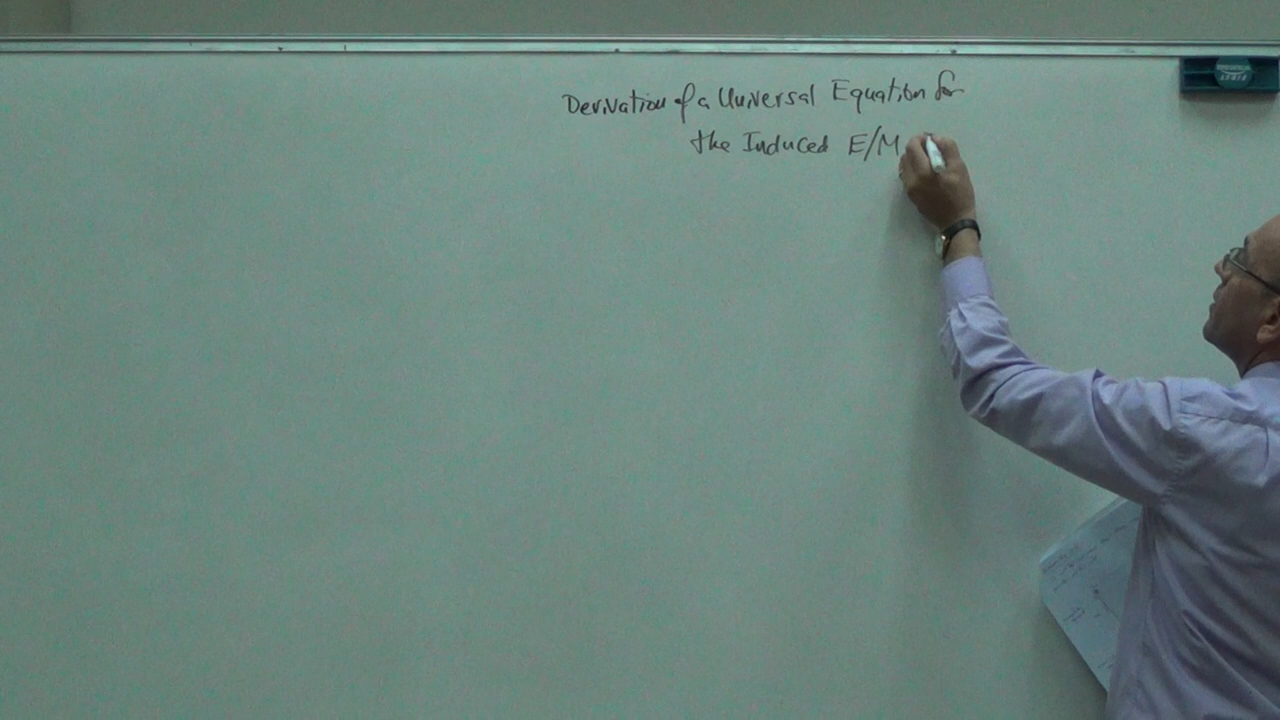 Derivation of a Universal Equation for
the Induced E/M